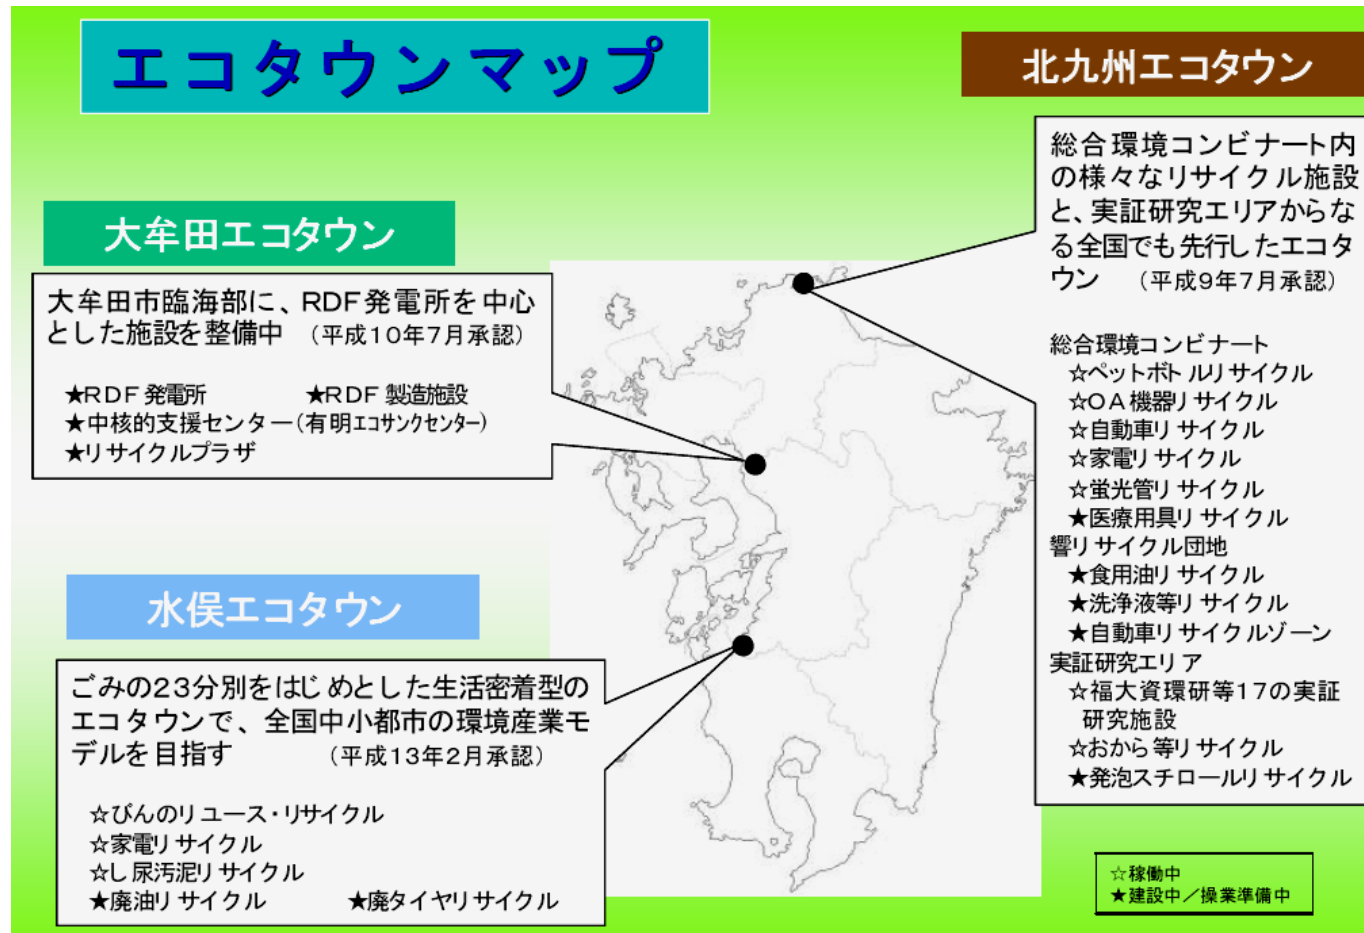 エコタウンマップ
北九州エコタウン
総合環境コンビナート内
の様々なリサイクル施設
と、実証研究エリアからな
る全国でも先行したエコタ
ウン （平成9年7月承認）
総合環境コンビナート
☆ペットボトルリサイクル
☆OA機器リサイクル
☆自動車リサイクル
☆家電リサイクル
☆蛍光管リサイクル
★医療用具リサイクル
響リサイクル団地
★食用油リサイクル
★洗浄液等リサイクル
★自動車リサイクルゾーン
実証研究エリア
☆福大資環研等17の実証
研究施設
☆おから等リサイクル
★発泡スチロールリサイクル
大牟田エコタウン
大牟田市臨海部に、RDF発電所を中心
とした施設を整備中 （平成10年7月承認）
★RDF発電所 ★RDF製造施設
★中核的支援センター(有明エコサンクセンター)
★リサイクルプラザ
水俣エコタウン
ごみの23分別をはじめとした生活密着型の
エコタウンで、全国中小都市の環境産業モ
デルを目指す （平成13年2月承認）
☆びんのリユース・リサイクル
☆家電リサイクル
☆し尿汚泥リサイクル
★廃油リサイクル ★廃タイヤリサイクル
☆稼働中
★建設中／操業準備中